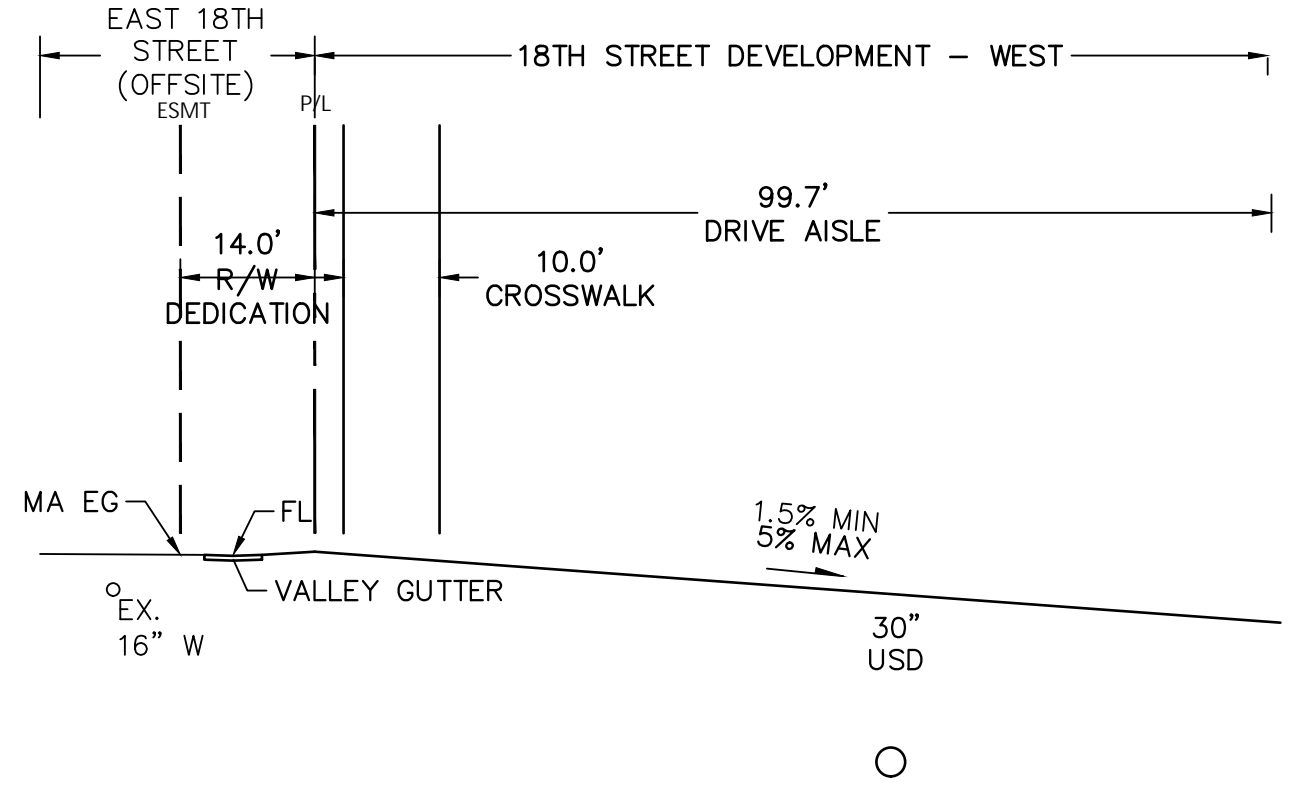 EAST 18TH
STREET
(OFFSITE)
ESMT
P/L
18TH STREET DEVELOPMENT – WEST
99.7'
DRIVE AISLE
14.0'
R/W
DEDICATION
10.0'
CROSSWALK
MA EG
FL
VALLEY GUTTER
1.5% MIN
5% MAX
EX.
16" W
30"
USD